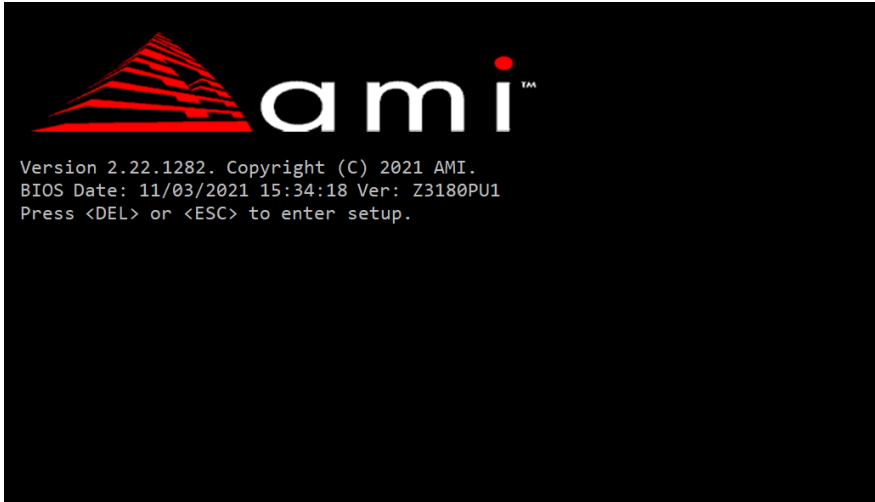 ami™
Version 2.22.1282. Copyright (C) 2021 AMI.
BIOS Date: 11/03/2021 15:34:18 Ver: Z3180PU1
Press <DEL> or <ESC> to enter setup.